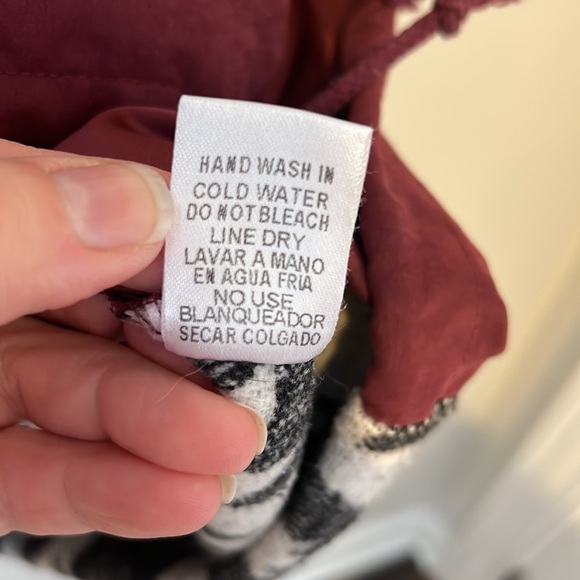 HAND WASH IN
COLD WATER
DO NOT BLEACH
LINE DRY
LAVAR A MANO
EN AGUA FRIA
NO USE
BLANQUEADOR
SECAR COLGADO